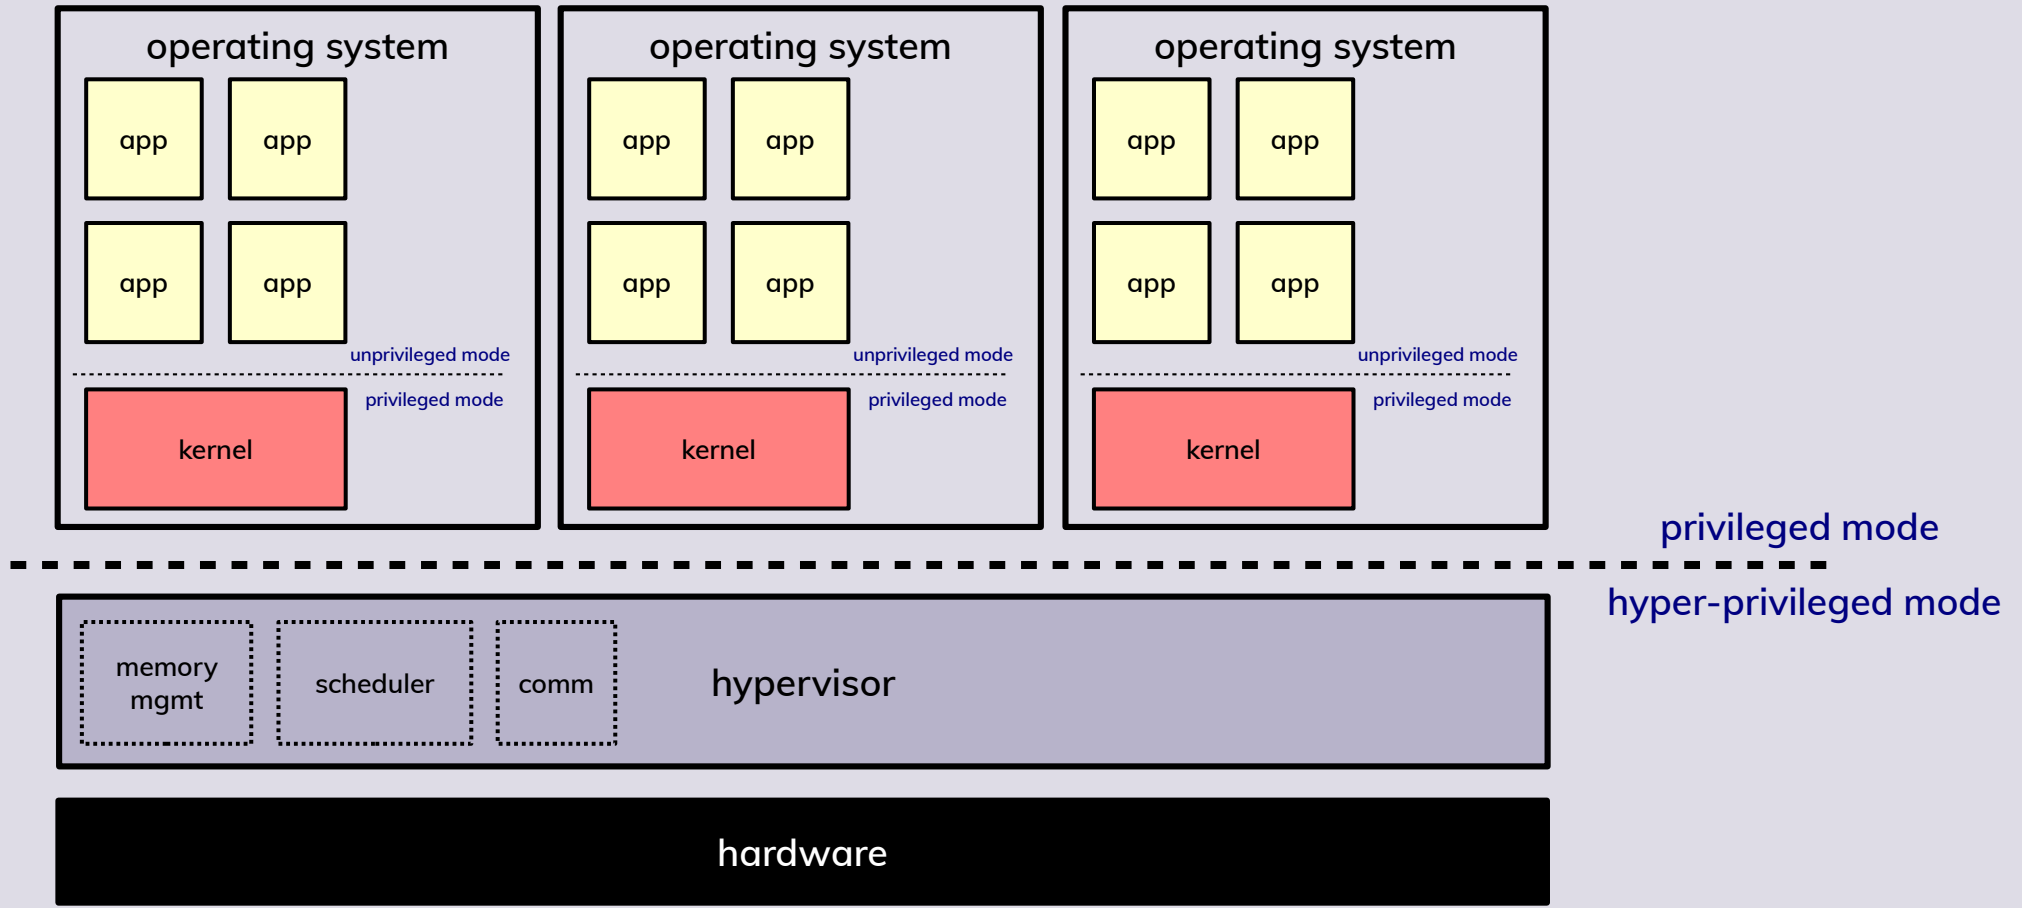 operating system
app app
app app
unprivileged mode
privileged mode
kernel
operating system
app app
app app
unprivileged mode
privileged mode
kernel
operating system
app app
app app
unprivileged mode
privileged mode
kernel
privileged mode
hyper-privileged mode
memory
mgmt
scheduler
comm
hypervisor
hardware